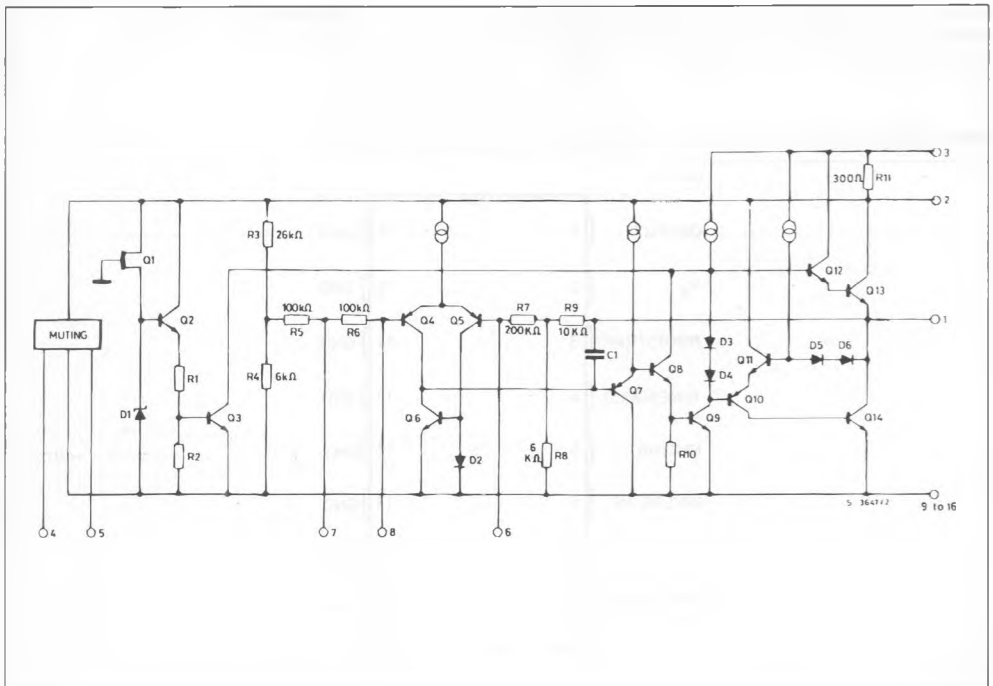 3
300Ω R11
2
R3 26kΩ
Q1
Q12
Q13
100kΩ 100kΩ R7 R9
Q2
Q4 Q5
1
R5 R6 200KΩ 10KΩ
MUTING
D3
D5 D6
C1
Q11
R1
R4 6kΩ
D4
Q8
Q7
Q10
D1
Q3
Q6
Q9
Q14
R2
D2
6
KΩ R8
R10
9 to 16
4 5 7 8 6